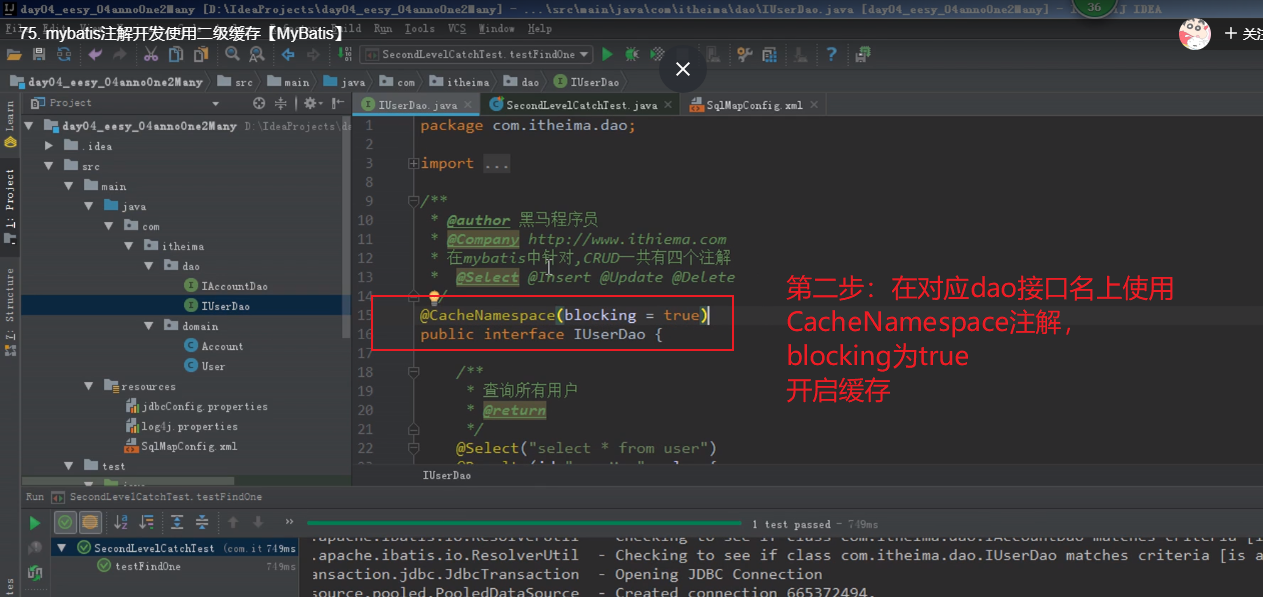 day04_eesy_04annoOne2Many [D:\IdeaProjects\day04_eesy_04annoOne2Many] - ...\src\main\java\com\itheima\dao\IUserDao.java [day04_eesy_04annoOne2Many] - IDEA
36
75. mybatis注解开发使用二级缓存【MyBatis】
Run Tools VCS Window Help
+ 关注
SecondLevelCatchTest.testFindOne
day04_eesy_04annoOne2Many src main java com itheima dao IUserDao
Project
IUserDao.java
SecondLevelCatchTest.java
SqlMapConfig.xml
Learn
1: Project
7: Structure
day04_eesy_04annoOne2Many D:\IdeaProjects\
.idea
src
main
java
com
itheima
dao
IAccountDao
IUserDao
domain
Account
User
resources
jdbcConfig.properties
log4j.properties
SqlMapConfig.xml
test
1 package com.itheima.dao;
2
3 import ...
8
9 /**
10 * @author 黑马程序员
11 * @Company http://www.ithiema.com
12 * 在mybatis中针对,CRUD一共有四个注解
13 * @Select @Insert @Update @Delete
14 */
15 @CacheNamespace(blocking = true)
16 public interface IUserDao {
17
18 /**
19 * 查询所有用户
20 * @return
21 */
22 @Select("select * from user")
IUserDao
第二步：在对应dao接口名上使用
CacheNamespace注解，
blocking为true
开启缓存
Run SecondLevelCatchTest.testFindOne
1 test passed - 749ms
SecondLevelCatchTest (com.it 749ms
testFindOne 749ms
.apache.ibatis.io.ResolverUtil - Checking to see if class com.itheima.dao.IAccountDao matches criteria [i
.apache.ibatis.io.ResolverUtil - Checking to see if class com.itheima.dao.IUserDao matches criteria [is a
ansaction.jdbc.JdbcTransaction - Opening JDBC Connection
source.pooled.PooledDataSource - Created connection 665372494.